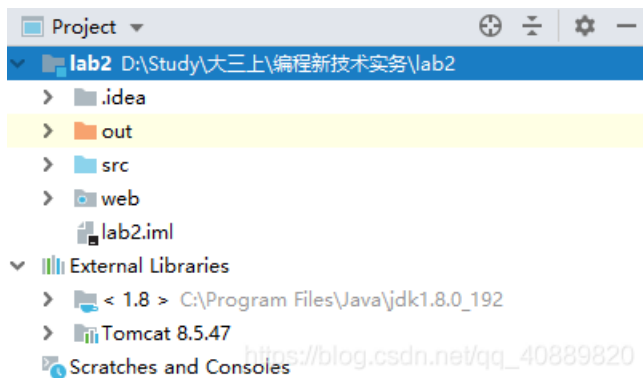 Project
lab2 D:\Study\大三上\编程新技术实务\lab2
.idea
out
src
web
lab2.iml
External Libraries
< 1.8 > C:\Program Files\Java\jdk1.8.0_192
Tomcat 8.5.47
https://blog.csdn.net/qq_40889820
Scratches and Consoles